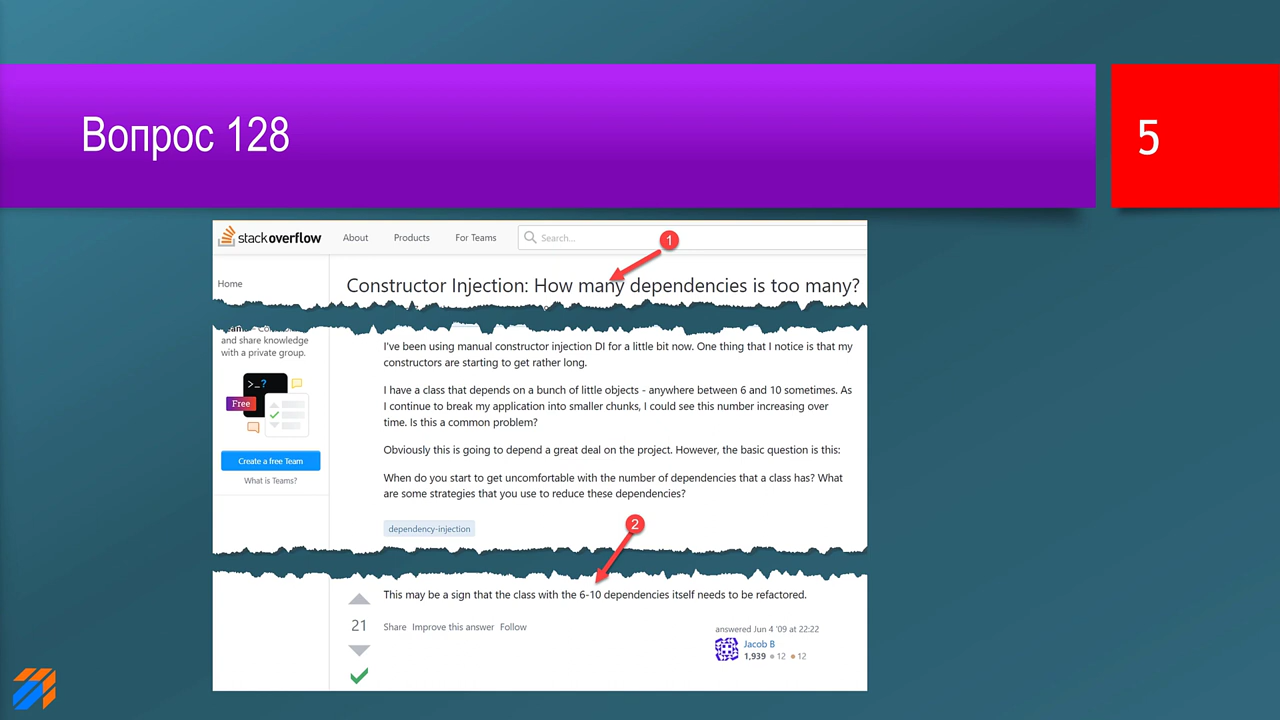 Вопрос 128
5
stackoverflow
About
Products
For Teams
Search...
1
Home
Constructor Injection: How many dependencies is too many?
and share knowledge
with a private group.
>_?
Free
Create a free Team
What is Teams?
I've been using manual constructor injection DI for a little bit now. One thing that I notice is that my
constructors are starting to get rather long.
I have a class that depends on a bunch of little objects - anywhere between 6 and 10 sometimes. As
I continue to break my application into smaller chunks, I could see this number increasing over
time. Is this a common problem?
Obviously this is going to depend a great deal on the project. However, the basic question is this:
When do you start to get uncomfortable with the number of dependencies that a class has? What
are some strategies that you use to reduce these dependencies?
dependency-injection
2
This may be a sign that the class with the 6-10 dependencies itself needs to be refactored.
21
Share Improve this answer Follow
answered Jun 4 '09 at 22:22
Jacob B
1,939 12 12